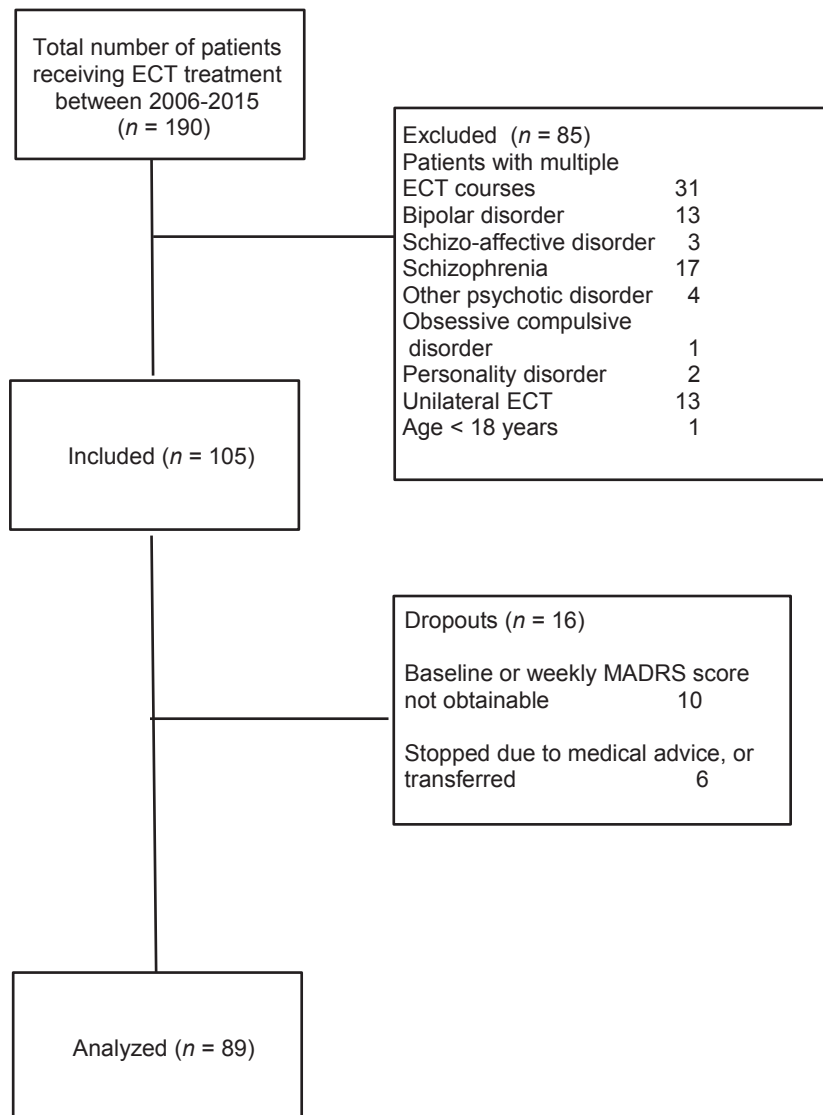 Total number of patients
receiving ECT treatment
between 2006-2015
(n = 190)
Excluded (n = 85)
Patients with multiple
ECT courses 31
Bipolar disorder 13
Schizo-affective disorder 3
Schizophrenia 17
Other psychotic disorder 4
Obsessive compulsive
disorder 1
Personality disorder 2
Unilateral ECT 13
Age < 18 years 1
Included (n = 105)
Dropouts (n = 16)
Baseline or weekly MADRS score
not obtainable 10
Stopped due to medical advice, or
transferred 6
Analyzed (n = 89)